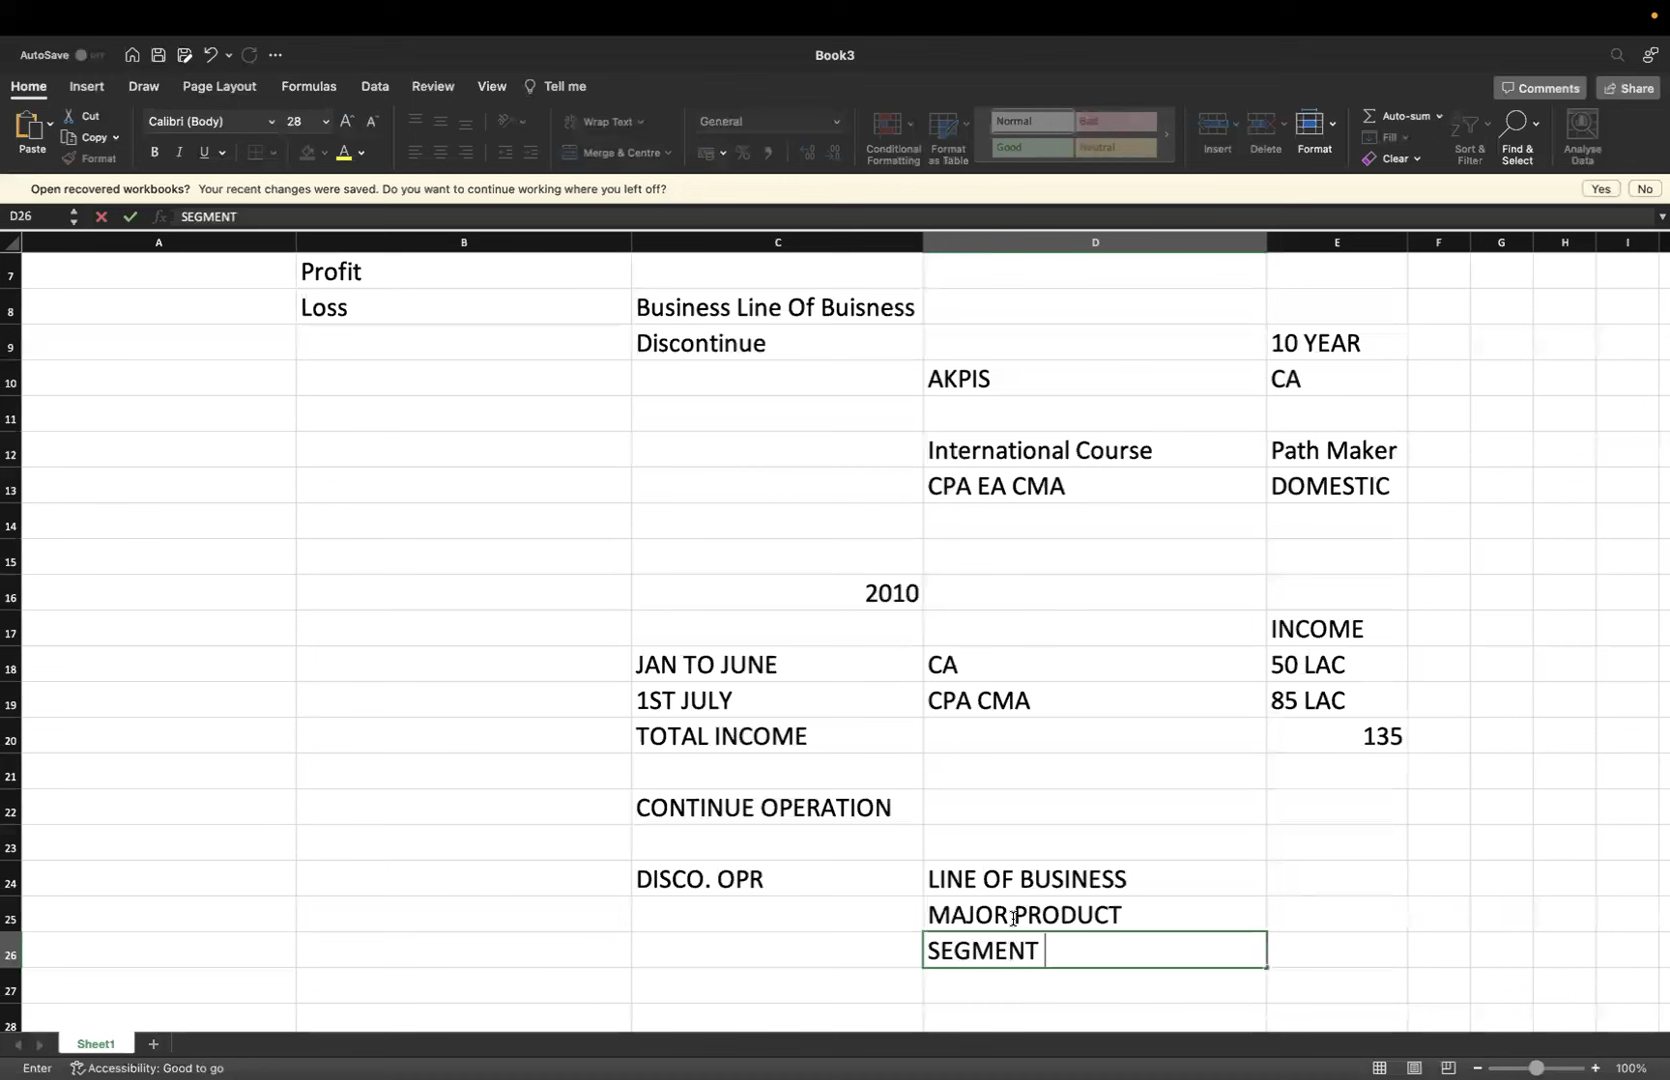 AutoSave OFF
Book3
Home Insert Draw Page Layout Formulas Data Review View Tell me
Comments Share
Paste
Cut
Copy
Format
Calibri (Body) 28
B I U
Wrap Text
Merge & Centre
General
Conditional Formatting
Format as Table
Normal Bad
Good Neutral
Insert
Delete
Format
Auto-sum
Fill
Clear
Sort & Filter
Find & Select
Analyse Data
Open recovered workbooks? Your recent changes were saved. Do you want to continue working where you left off? Yes No
D26 fx SEGMENT
A B C D E F G H I
7 Profit
8 Loss Business Line Of Buisness
9 Discontinue 10 YEAR
10 AKPIS CA
11
12 International Course Path Maker
13 CPA EA CMA DOMESTIC
14
15
16 2010
17 INCOME
18 JAN TO JUNE CA 50 LAC
19 1ST JULY CPA CMA 85 LAC
20 TOTAL INCOME 135
21
22 CONTINUE OPERATION
23
24 DISCO. OPR LINE OF BUSINESS
25 MAJOR PRODUCT
26 SEGMENT
27
28
Sheet1
Enter Accessibility: Good to go 100%